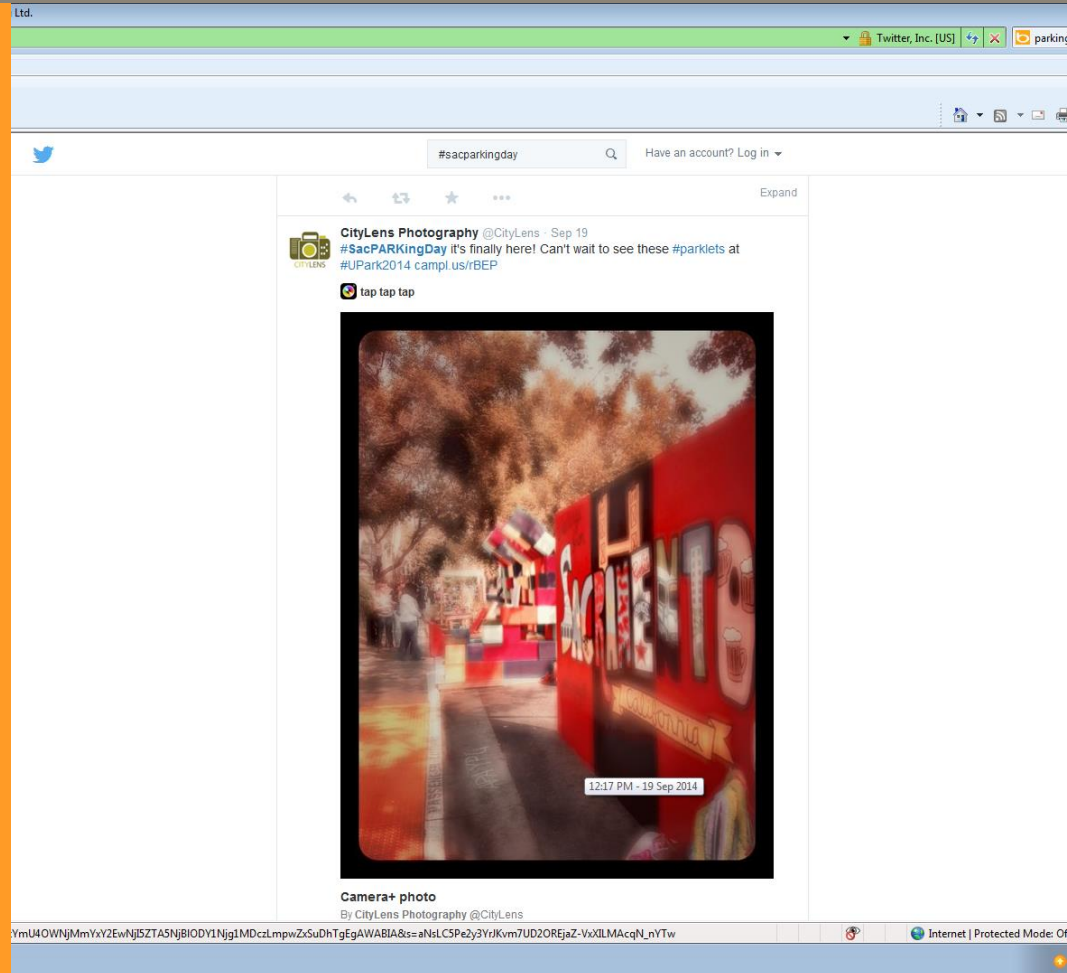 Ltd.
Twitter, Inc. [US]
parking
#sacparkingday
Have an account? Log in
Expand
CityLens Photography @CityLens · Sep 19
#SacPARKingDay it's finally here! Can't wait to see these #parklets at
#UPark2014 campl.us/rBEP
CITYLENS
tap tap tap
SACRAMENTO
California
12:17 PM - 19 Sep 2014
Camera+ photo
By CityLens Photography @CityLens
Internet | Protected Mode: Of